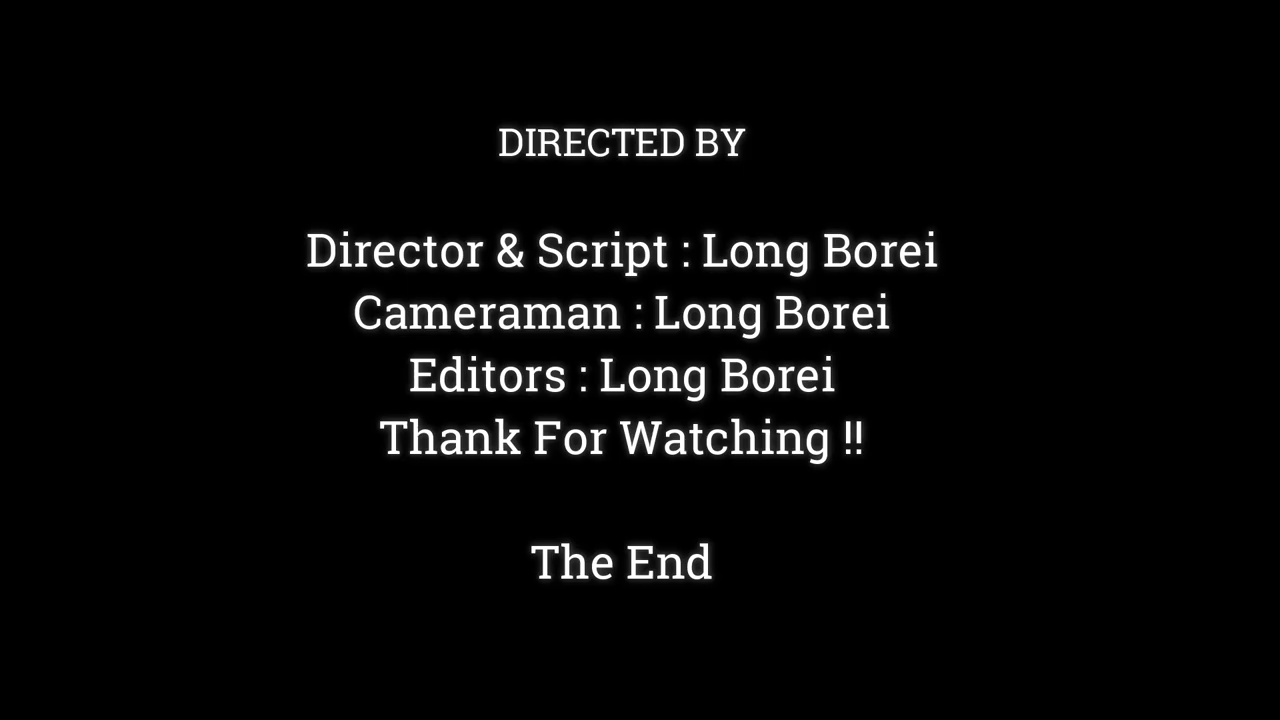 DIRECTED BY
Director & Script : Long Borei
Cameraman : Long Borei
Editors : Long Borei
Thank For Watching !!
The End